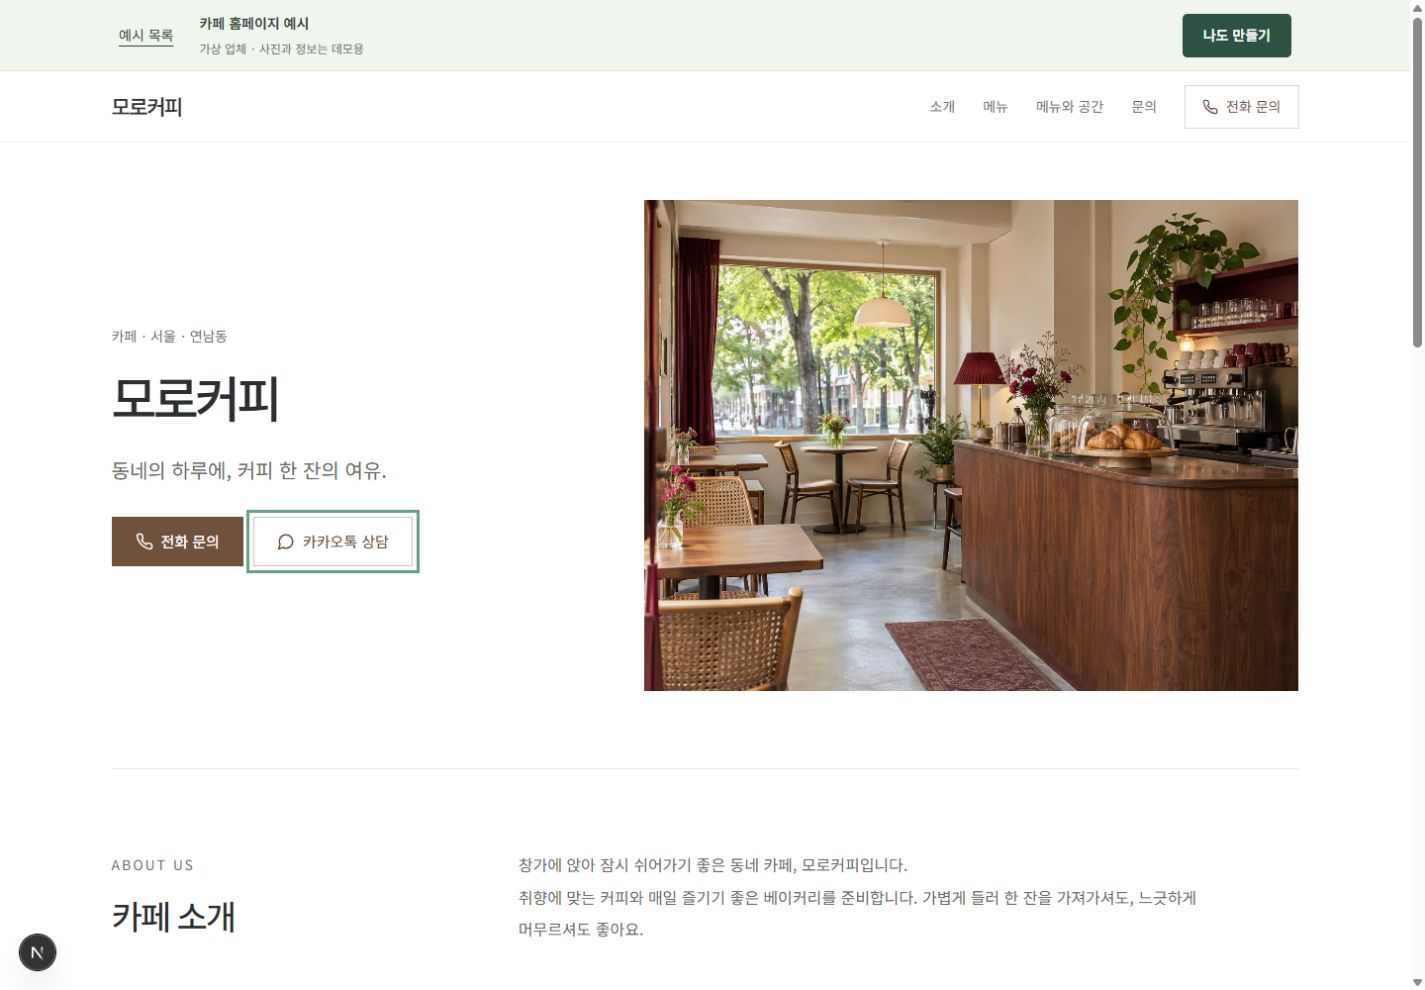 예시 목록
카페 홈페이지 예시
가상 업체 · 사진과 정보는 데모용
나도 만들기
모로커피
소개
메뉴
메뉴와 공간
문의
전화 문의
카페 · 서울 · 연남동
모로커피
동네의 하루에, 커피 한 잔의 여유.
전화 문의
카카오톡 상담
ABOUT US
카페 소개
창가에 앉아 잠시 쉬어가기 좋은 동네 카페, 모로커피입니다.
취향에 맞는 커피와 매일 즐기기 좋은 베이커리를 준비합니다. 가볍게 들러 한 잔을 가져가셔도, 느긋하게
머무르셔도 좋아요.
N